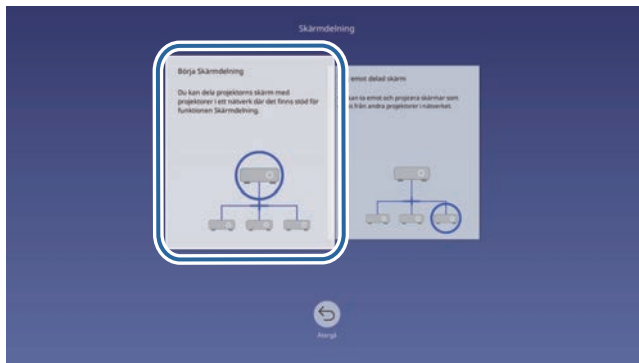 Skärmdelning
Börja Skärmdelning
Du kan dela projektorns skärm med
projektorer i ett nätverk där det finns stöd för
funktionen Skärmdelning.
emot delad skärm
kan ta emot och projicera skärmar som
från andra projektorer i nätverket.
Återgå